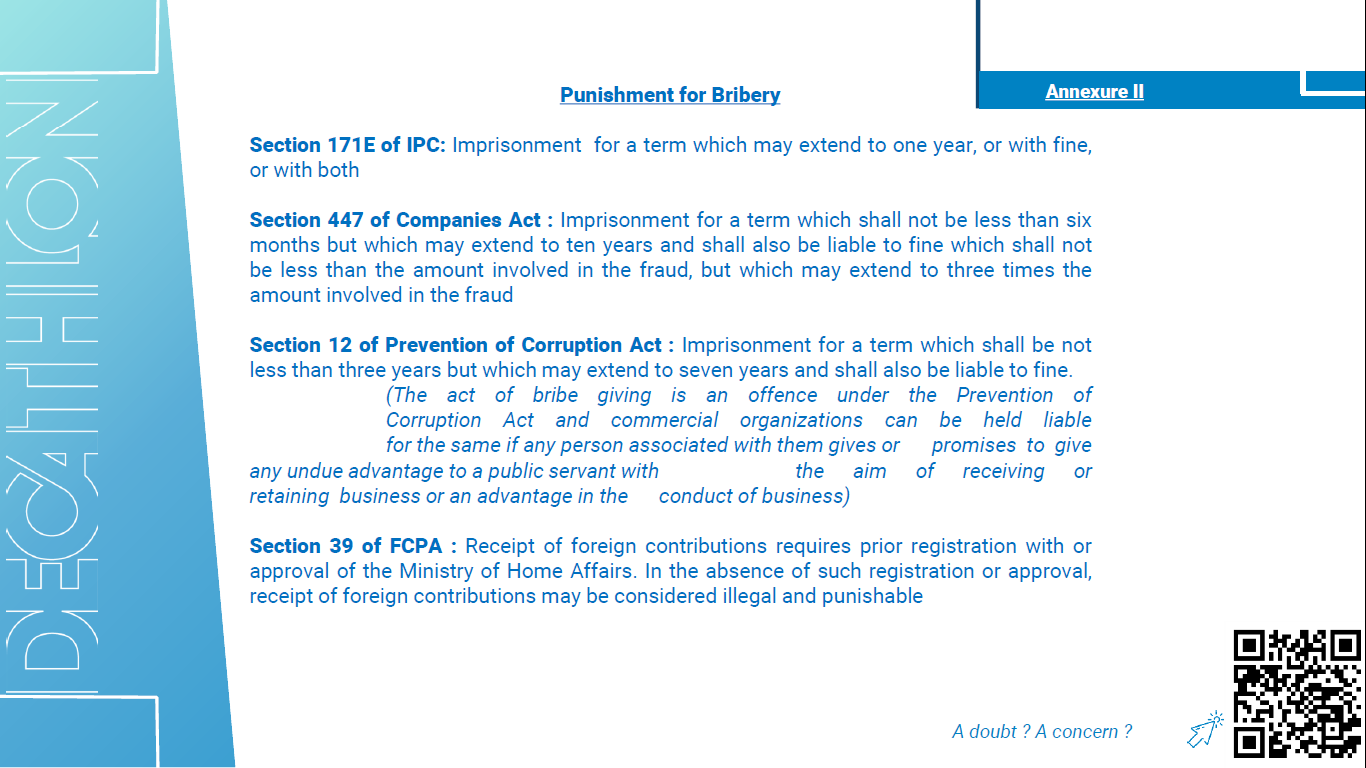 DECATHLON
Annexure II
Punishment for Bribery
Section 171E of IPC: Imprisonment for a term which may extend to one year, or with fine,
or with both
Section 447 of Companies Act : Imprisonment for a term which shall not be less than six
months but which may extend to ten years and shall also be liable to fine which shall not
be less than the amount involved in the fraud, but which may extend to three times the
amount involved in the fraud
Section 12 of Prevention of Corruption Act : Imprisonment for a term which shall be not
less than three years but which may extend to seven years and shall also be liable to fine.
(The act of bribe giving is an offence under the Prevention of
Corruption Act and commercial organizations can be held liable
for the same if any person associated with them gives or promises to give
any undue advantage to a public servant with the aim of receiving or
retaining business or an advantage in the conduct of business)
Section 39 of FCPA : Receipt of foreign contributions requires prior registration with or
approval of the Ministry of Home Affairs. In the absence of such registration or approval,
receipt of foreign contributions may be considered illegal and punishable
A doubt ? A concern ?